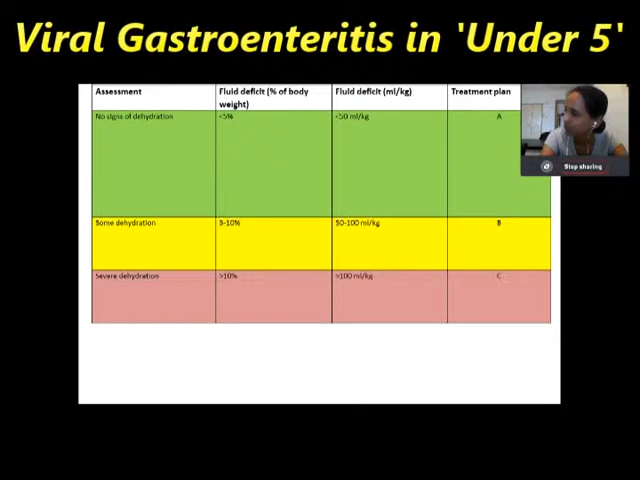 Viral Gastroenteritis in 'Under 5'
Assessment
Fluid deficit (% of body
weight)
Fluid deficit (ml/kg)
Treatment plan
No signs of dehydration
<5%
<50 ml/kg
A
Some dehydration
5-10%
50-100 ml/kg
B
Severe dehydration
>10%
>100 ml/kg
C
Stop sharing